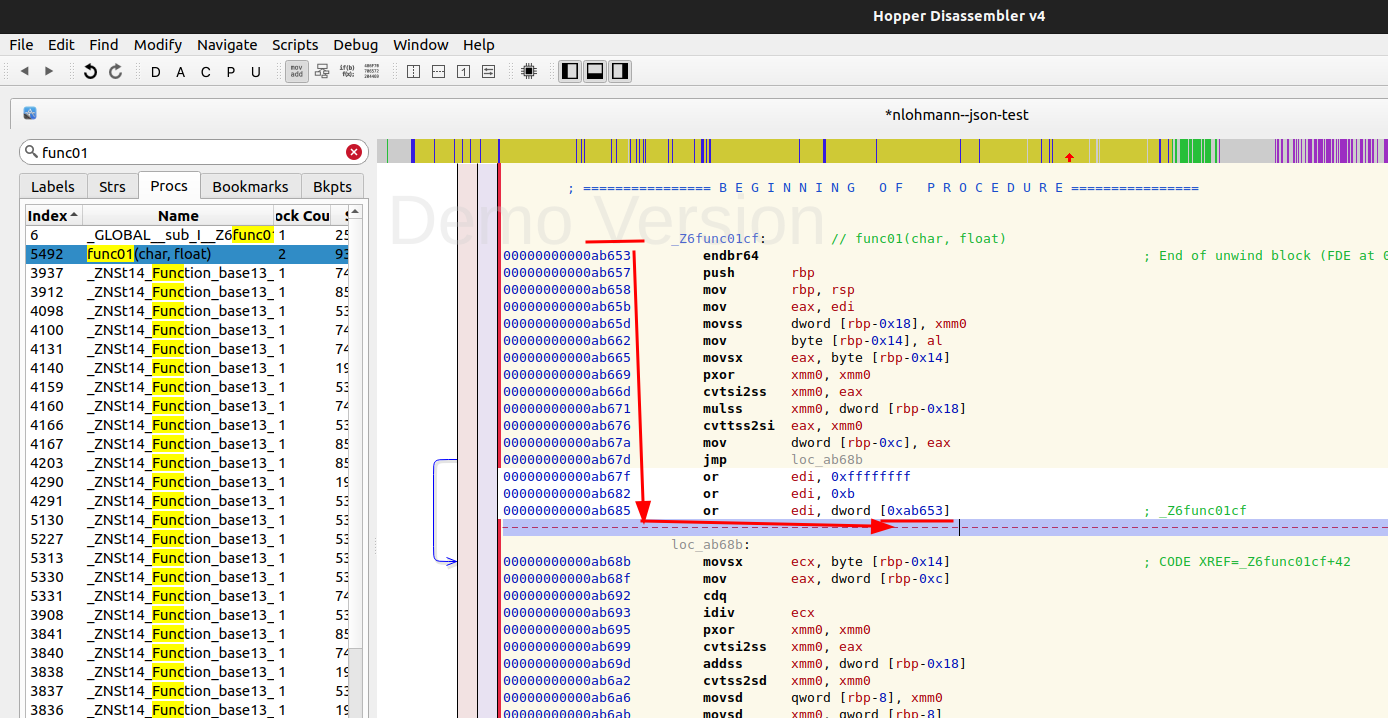 Hopper Disassembler v4
File Edit Find Modify Navigate Scripts Debug Window Help
D A C P U mov add if(b) f(x);
*nlohmann--json-test
func01
Labels Strs Procs Bookmarks Bkpts
Index Name ock Cou
6 _GLOBAL__sub_I__Z6func01 1 25
5492 func01(char, float) 2 93
3937 _ZNSt14_Function_base13_ 1 74
3912 _ZNSt14_Function_base13_ 1 85
4098 _ZNSt14_Function_base13_ 1 53
4100 _ZNSt14_Function_base13_ 1 74
4131 _ZNSt14_Function_base13_ 1 74
4140 _ZNSt14_Function_base13_ 1 19
4159 _ZNSt14_Function_base13_ 1 53
4160 _ZNSt14_Function_base13_ 1 74
4166 _ZNSt14_Function_base13_ 1 53
4167 _ZNSt14_Function_base13_ 1 85
4203 _ZNSt14_Function_base13_ 1 85
4290 _ZNSt14_Function_base13_ 1 19
4291 _ZNSt14_Function_base13_ 1 53
5130 _ZNSt14_Function_base13_ 1 53
5227 _ZNSt14_Function_base13_ 1 53
5313 _ZNSt14_Function_base13_ 1 53
5330 _ZNSt14_Function_base13_ 1 53
5331 _ZNSt14_Function_base13_ 1 74
3908 _ZNSt14_Function_base13_ 1 53
3841 _ZNSt14_Function_base13_ 1 85
3840 _ZNSt14_Function_base13_ 1 74
3838 _ZNSt14_Function_base13_ 1 19
3837 _ZNSt14_Function_base13_ 1 53
3836 _ZNSt14_Function_base13_ 1 19
Demo Version
; ================ B E G I N N I N G   O F   P R O C E D U R E ================
_Z6func01cf: // func01(char, float)
00000000000ab653 endbr64 ; End of unwind block (FDE at 0
00000000000ab657 push rbp
00000000000ab658 mov rbp, rsp
00000000000ab65b mov eax, edi
00000000000ab65d movss dword [rbp-0x18], xmm0
00000000000ab662 mov byte [rbp-0x14], al
00000000000ab665 movsx eax, byte [rbp-0x14]
00000000000ab669 pxor xmm0, xmm0
00000000000ab66d cvtsi2ss xmm0, eax
00000000000ab671 mulss xmm0, dword [rbp-0x18]
00000000000ab676 cvttss2si eax, xmm0
00000000000ab67a mov dword [rbp-0xc], eax
00000000000ab67d jmp loc_ab68b
00000000000ab67f or edi, 0xffffffff
00000000000ab682 or edi, 0xb
00000000000ab685 or edi, dword [0xab653] ; _Z6func01cf
loc_ab68b:
00000000000ab68b movsx ecx, byte [rbp-0x14] ; CODE XREF=_Z6func01cf+42
00000000000ab68f mov eax, dword [rbp-0xc]
00000000000ab692 cdq
00000000000ab693 idiv ecx
00000000000ab695 pxor xmm0, xmm0
00000000000ab699 cvtsi2ss xmm0, eax
00000000000ab69d addss xmm0, dword [rbp-0x18]
00000000000ab6a2 cvtss2sd xmm0, xmm0
00000000000ab6a6 movsd qword [rbp-8], xmm0
00000000000ab6ab movsd xmm0, qword [rbp-8]